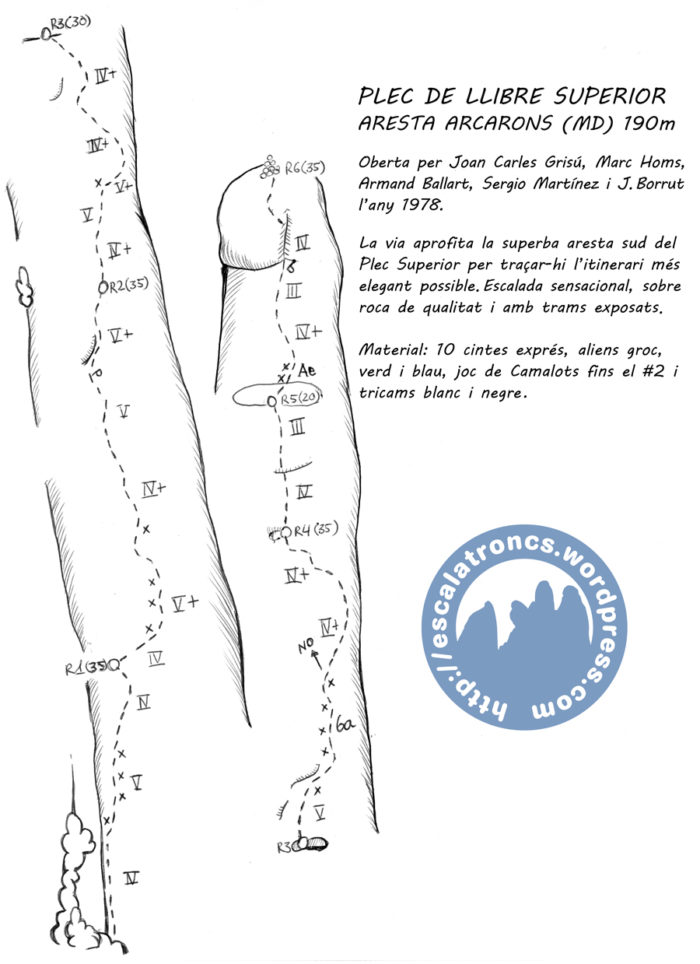 R3(30)
IV+
IV+
V+
V
IV+
R2(35)
V+
V
IV+
V+
IV
R1(35)
IV
V
IV
R6(35)
IV
III
IV+
Ae
R5(20)
III
IV
R4(35)
IV+
V+
NO
6a
V
R3
PLEC DE LLIBRE SUPERIOR
ARESTA ARCARONS (MD) 190m
Oberta per Joan Carles Grisú, Marc Homs,
Armand Ballart, Sergio Martínez i J. Borrut
l'any 1978.
La via aprofita la superba aresta sud del
Plec Superior per traçar-hi l'itinerari més
elegant possible. Escalada sensacional, sobre
roca de qualitat i amb trams exposats.
Material: 10 cintes exprés, aliens groc,
verd i blau, joc de Camalots fins el #2 i
tricams blanc i negre.
http://escalatroncs.wordpress.com